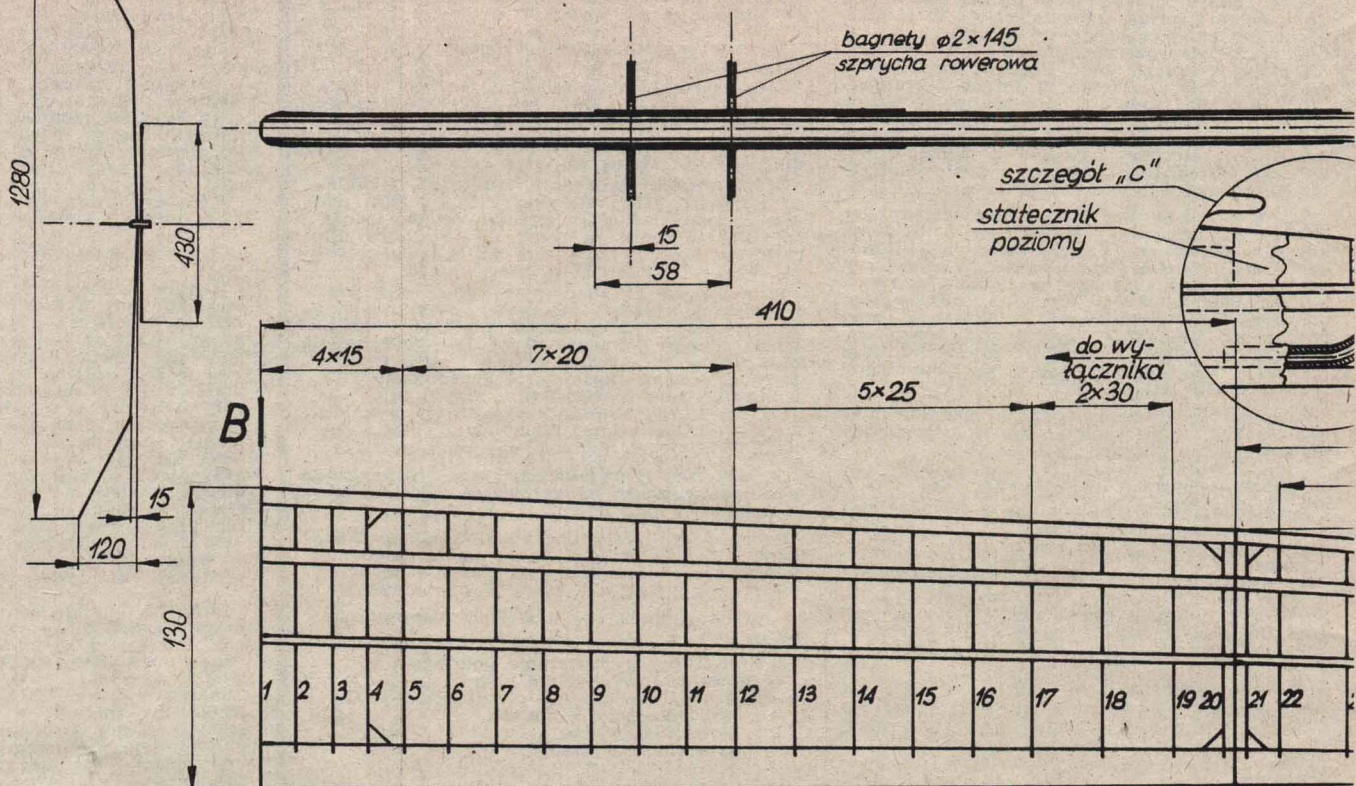 bagnety ⌀2×145
szprycha rowerowa
1280
430
15
58
szczegół „C”
statecznik
poziomy
410
4×15
7×20
do wy-
łącznika
5×25
2×30
B
15
120
130
1 2 3 4 5 6 7 8 9 10 11 12 13 14 15 16 17 18 19 20 21 22